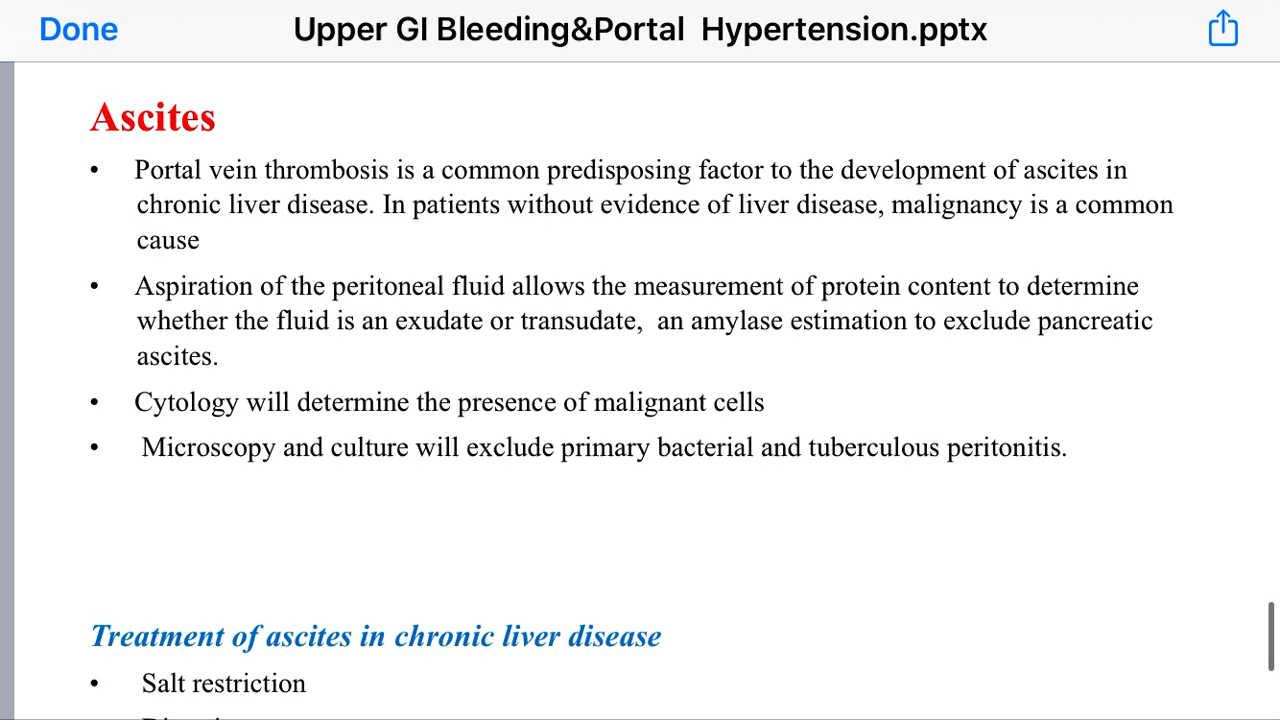 Done
Upper GI Bleeding&Portal Hypertension.pptx
Ascites
• Portal vein thrombosis is a common predisposing factor to the development of ascites in
chronic liver disease. In patients without evidence of liver disease, malignancy is a common
cause
• Aspiration of the peritoneal fluid allows the measurement of protein content to determine
whether the fluid is an exudate or transudate, an amylase estimation to exclude pancreatic
ascites.
• Cytology will determine the presence of malignant cells
• Microscopy and culture will exclude primary bacterial and tuberculous peritonitis.
Treatment of ascites in chronic liver disease
• Salt restriction